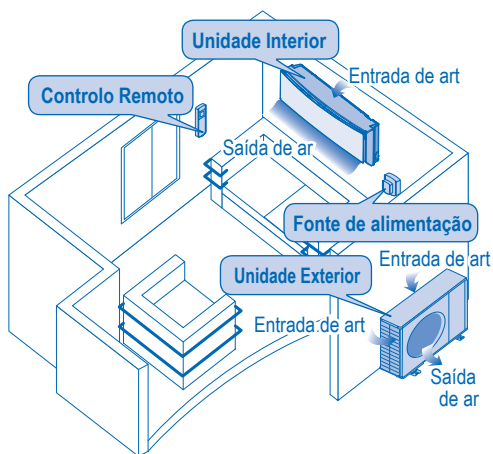 Unidade Interior
Entrada de art
Controlo Remoto
Saída de ar
Fonte de alimentação
Entrada de art
Unidade Exterior
Entrada de art
Saída
de ar